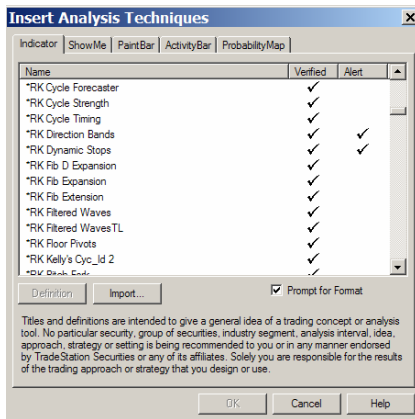 Insert Analysis Techniques
Indicator ShowMe PaintBar ActivityBar ProbabilityMap
Name Verified Alert
*RK Cycle Forecaster
*RK Cycle Strength
*RK Cycle Timing
*RK Direction Bands
*RK Dynamic Stops
*RK Fib D Expansion
*RK Fib Expansion
*RK Fib Extension
*RK Filtered Waves
*RK Filtered WavesTL
*RK Floor Pivots
*RK Kelly's Cyc_Id 2
*RK Pitch Fork
Definition Import... Prompt for Format
Titles and definitions are intended to give a general idea of a trading concept or analysis
tool. No particular security, group of securities, industry segment, analysis interval, idea,
approach, strategy or setting is being recommended to you or in any manner endorsed
by TradeStation Securities or any of its affiliates. Solely you are responsible for the results
of the trading approach or strategy that you design or use.
OK Cancel Help